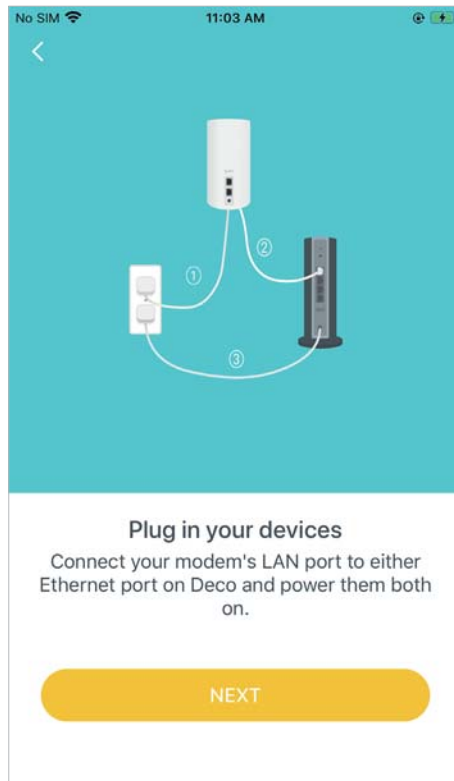 No SIM 11:03 AM
①
②
③
Plug in your devices
Connect your modem's LAN port to either
Ethernet port on Deco and power them both
on.
NEXT